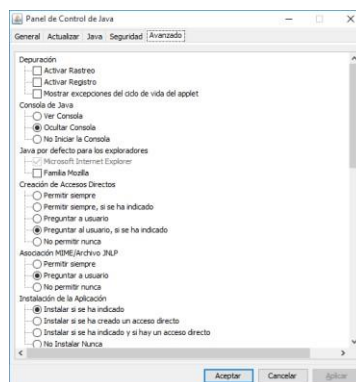 Panel de Control de Java
General Actualizar Java Seguridad Avanzado
Depuración
Activar Rastreo
Activar Registro
Mostrar excepciones del ciclo de vida del applet
Consola de Java
Ver Consola
Ocultar Consola
No Iniciar la Consola
Java por defecto para los exploradores
Microsoft Internet Explorer
Familia Mozilla
Creación de Accesos Directos
Permitir siempre
Permitir siempre, si se ha indicado
Preguntar a usuario
Preguntar al usuario, si se ha indicado
No permitir nunca
Asociación MIME/Archivo JNLP
Permitir siempre
Preguntar a usuario
No permitir nunca
Instalación de la Aplicación
Instalar si se ha indicado
Instalar si se ha creado un acceso directo
Instalar si se ha indicado y si hay un acceso directo
No Instalar Nunca
Aceptar Cancelar Aplicar